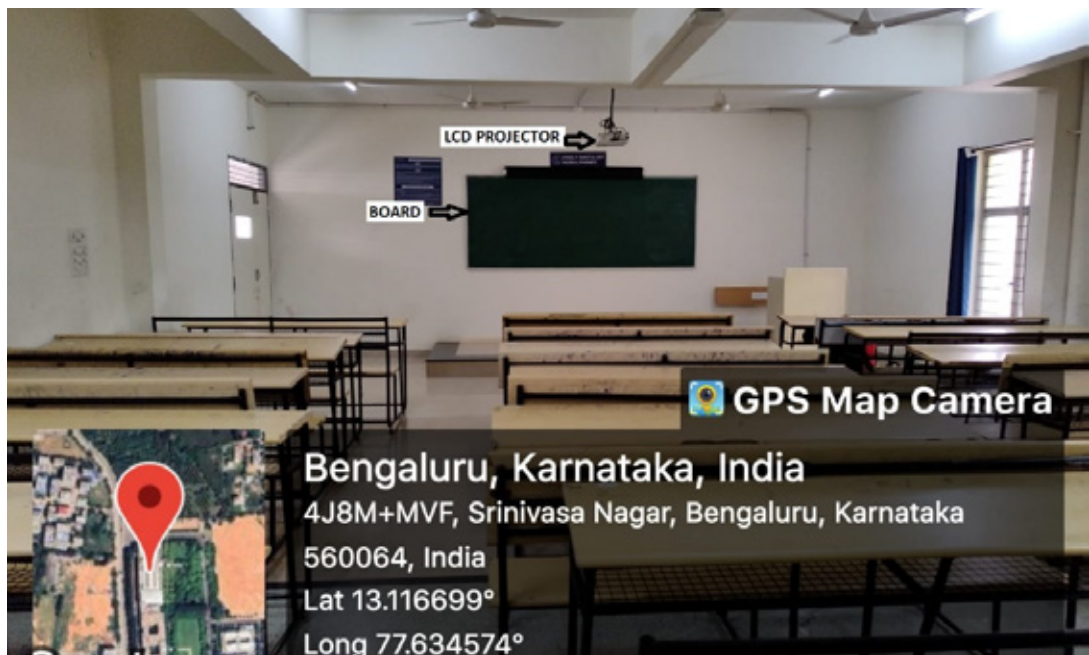 LCD PROJECTOR
BOARD
GPS Map Camera
Bengaluru, Karnataka, India
4J8M+MVF, Srinivasa Nagar, Bengaluru, Karnataka
560064, India
Lat 13.116699°
Long 77.634574°